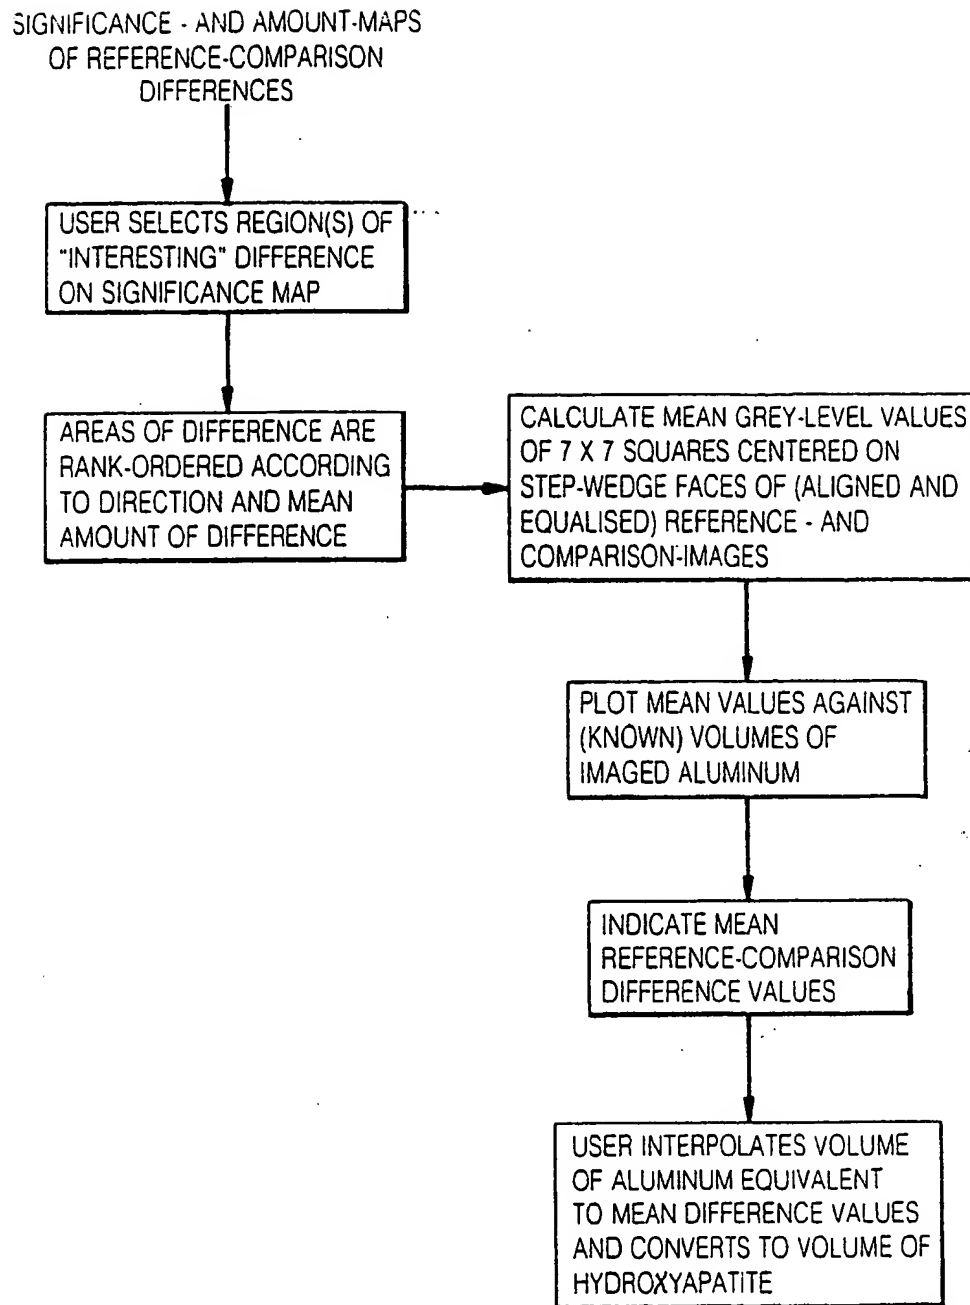 SIGNIFICANCE - AND AMOUNT-MAPS
OF REFERENCE-COMPARISON
DIFFERENCES
USER SELECTS REGION(S) OF
"INTERESTING" DIFFERENCE
ON SIGNIFICANCE MAP
AREAS OF DIFFERENCE ARE
RANK-ORDERED ACCORDING
TO DIRECTION AND MEAN
AMOUNT OF DIFFERENCE
CALCULATE MEAN GREY-LEVEL VALUES
OF 7 X 7 SQUARES CENTERED ON
STEP-WEDGE FACES OF (ALIGNED AND
EQUALISED) REFERENCE - AND
COMPARISON-IMAGES
PLOT MEAN VALUES AGAINST
(KNOWN) VOLUMES OF
IMAGED ALUMINUM
INDICATE MEAN
REFERENCE-COMPARISON
DIFFERENCE VALUES
USER INTERPOLATES VOLUME
OF ALUMINUM EQUIVALENT
TO MEAN DIFFERENCE VALUES
AND CONVERTS TO VOLUME OF
HYDROXYAPATITE